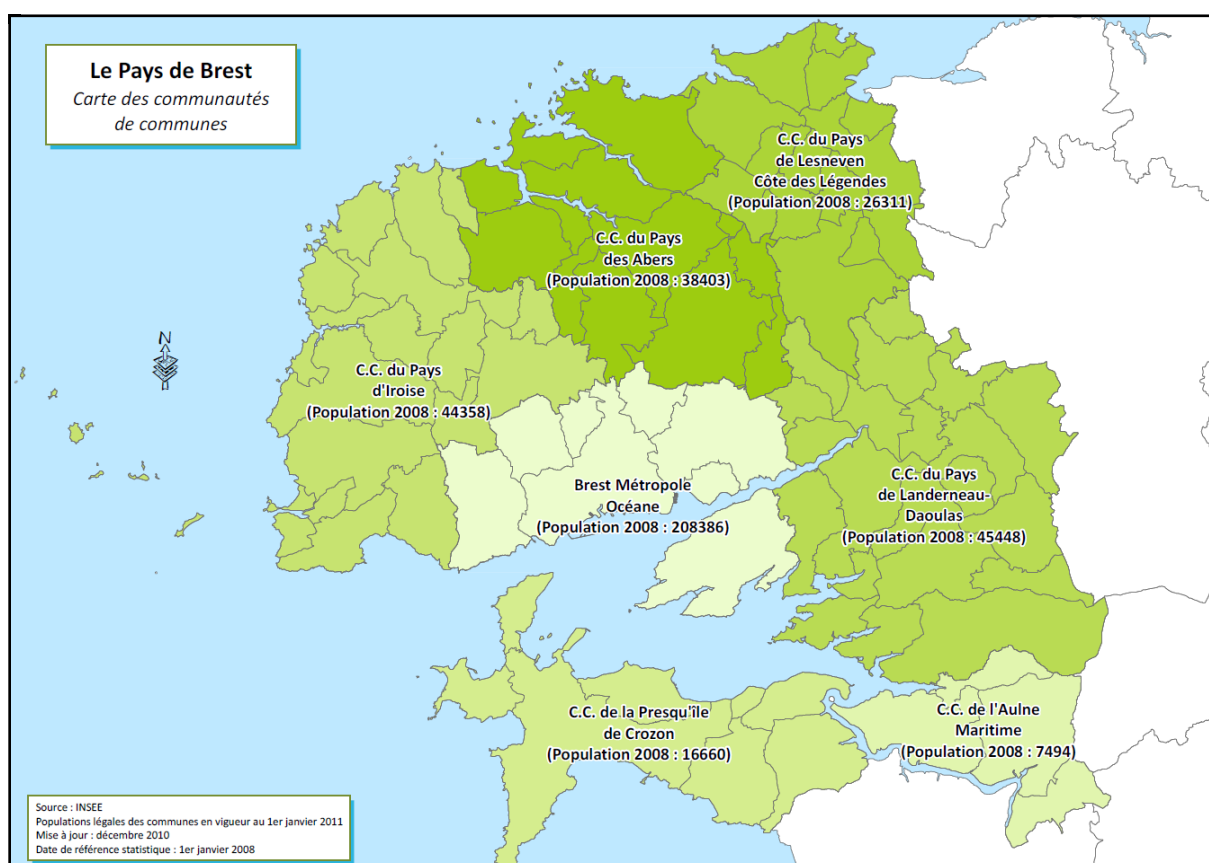 Le Pays de Brest
Carte des communautés
de communes
C.C. du Pays
de Lesneven
Côte des Légendes
(Population 2008 : 26311)
C.C. du Pays
des Abers
(Population 2008 : 38403)
N
C.C. du Pays
d'Iroise
(Population 2008 : 44358)
Brest Métropole
Océane
(Population 2008 : 208386)
C.C. du Pays
de Landerneau-
Daoulas
(Population 2008 : 45448)
C.C. de la Presqu'île
de Crozon
(Population 2008 : 16660)
C.C. de l'Aulne
Maritime
(Population 2008 : 7494)
Source : INSEE
Populations légales des communes en vigueur au 1er janvier 2011
Mise à jour : décembre 2010
Date de référence statistique : 1er janvier 2008